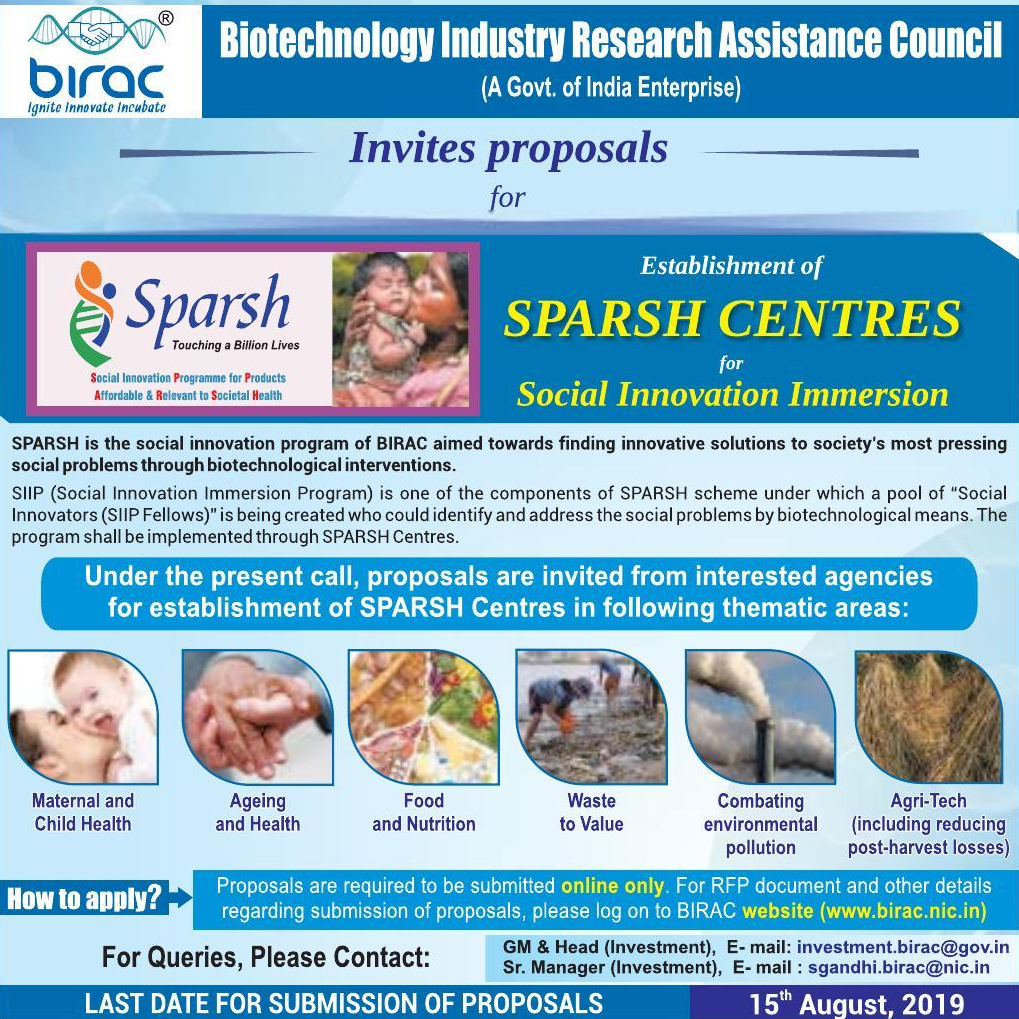 birac ®
Ignite Innovate Incubate
Biotechnology Industry Research Assistance Council
(A Govt. of India Enterprise)
Invites proposals
for
Sparsh
Touching a Billion Lives
Social Innovation Programme for Products
Affordable & Relevant to Societal Health
Establishment of
SPARSH CENTRES
for
Social Innovation Immersion
SPARSH is the social innovation program of BIRAC aimed towards finding innovative solutions to society's most pressing
social problems through biotechnological interventions.
SIIP (Social Innovation Immersion Program) is one of the components of SPARSH scheme under which a pool of “Social
Innovators (SIIP Fellows)” is being created who could identify and address the social problems by biotechnological means. The
program shall be implemented through SPARSH Centres.
Under the present call, proposals are invited from interested agencies
for establishment of SPARSH Centres in following thematic areas:
Maternal and
Child Health
Ageing
and Health
Food
and Nutrition
Waste
to Value
Combating
environmental
pollution
Agri-Tech
(including reducing
post-harvest losses)
How to apply?
Proposals are required to be submitted online only. For RFP document and other details
regarding submission of proposals, please log on to BIRAC website (www.birac.nic.in)
For Queries, Please Contact:
GM & Head (Investment), E- mail: investment.birac@gov.in
Sr. Manager (Investment), E- mail : sgandhi.birac@nic.in
LAST DATE FOR SUBMISSION OF PROPOSALS
15th August, 2019